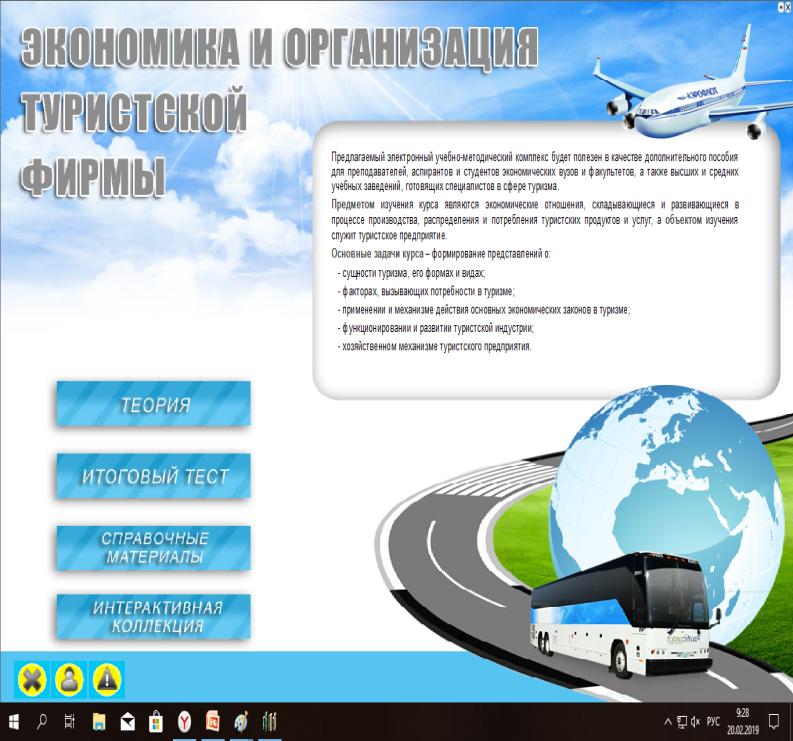 ЭКОНОМИКА И ОРГАНИЗАЦИЯ
ТУРИСТСКОЙ
ФИРМЫ
АЭРОФЛОТ
Предлагаемый электронный учебно-методический комплекс будет полезен в качестве дополнительного пособия
для преподавателей, аспирантов и студентов экономических вузов и факультетов, а также высших и средних
учебных заведений, готовящих специалистов в сфере туризма.
Предметом изучения курса являются экономические отношения, складывающиеся и развивающиеся в
процессе производства, распределения и потребления туристских продуктов и услуг, а объектом изучения
служит туристское предприятие.
Основные задачи курса – формирование представлений о:
- сущности туризма, его формах и видах;
- факторах, вызывающих потребности в туризме;
- применении и механизме действия основных экономических законов в туризме;
- функционировании и развитии туристской индустрии;
- хозяйственном механизме туристского предприятия.
ТЕОРИЯ
ИТОГОВЫЙ ТЕСТ
СПРАВОЧНЫЕ
МАТЕРИАЛЫ
ИНТЕРАКТИВНАЯ
КОЛЛЕКЦИЯ
РУС
9:28
20.02.2019